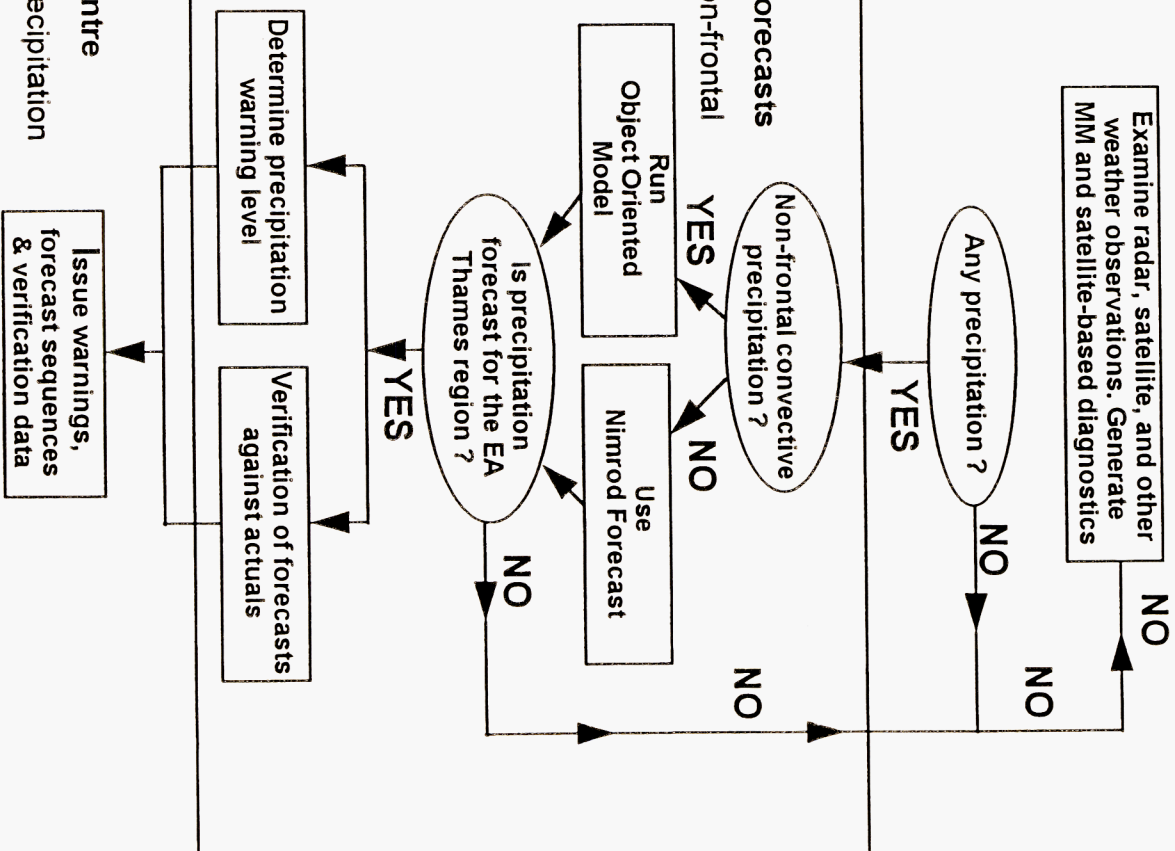 Examine radar, satellite, and other
weather observations. Generate
MM and satellite-based diagnostics
NO
Any precipitation ?
NO
NO
YES
orecasts
on-frontal
Non-frontal convective
precipitation ?
YES
NO
NO
Run
Object Oriented
Model
Use
Nimrod Forecast
Is precipitation
forecast for the EA
Thames region ?
NO
YES
Determine precipitation
warning level
Verification of forecasts
against actuals
ntre
ecipitation
Issue warnings,
forecast sequences
& verification data